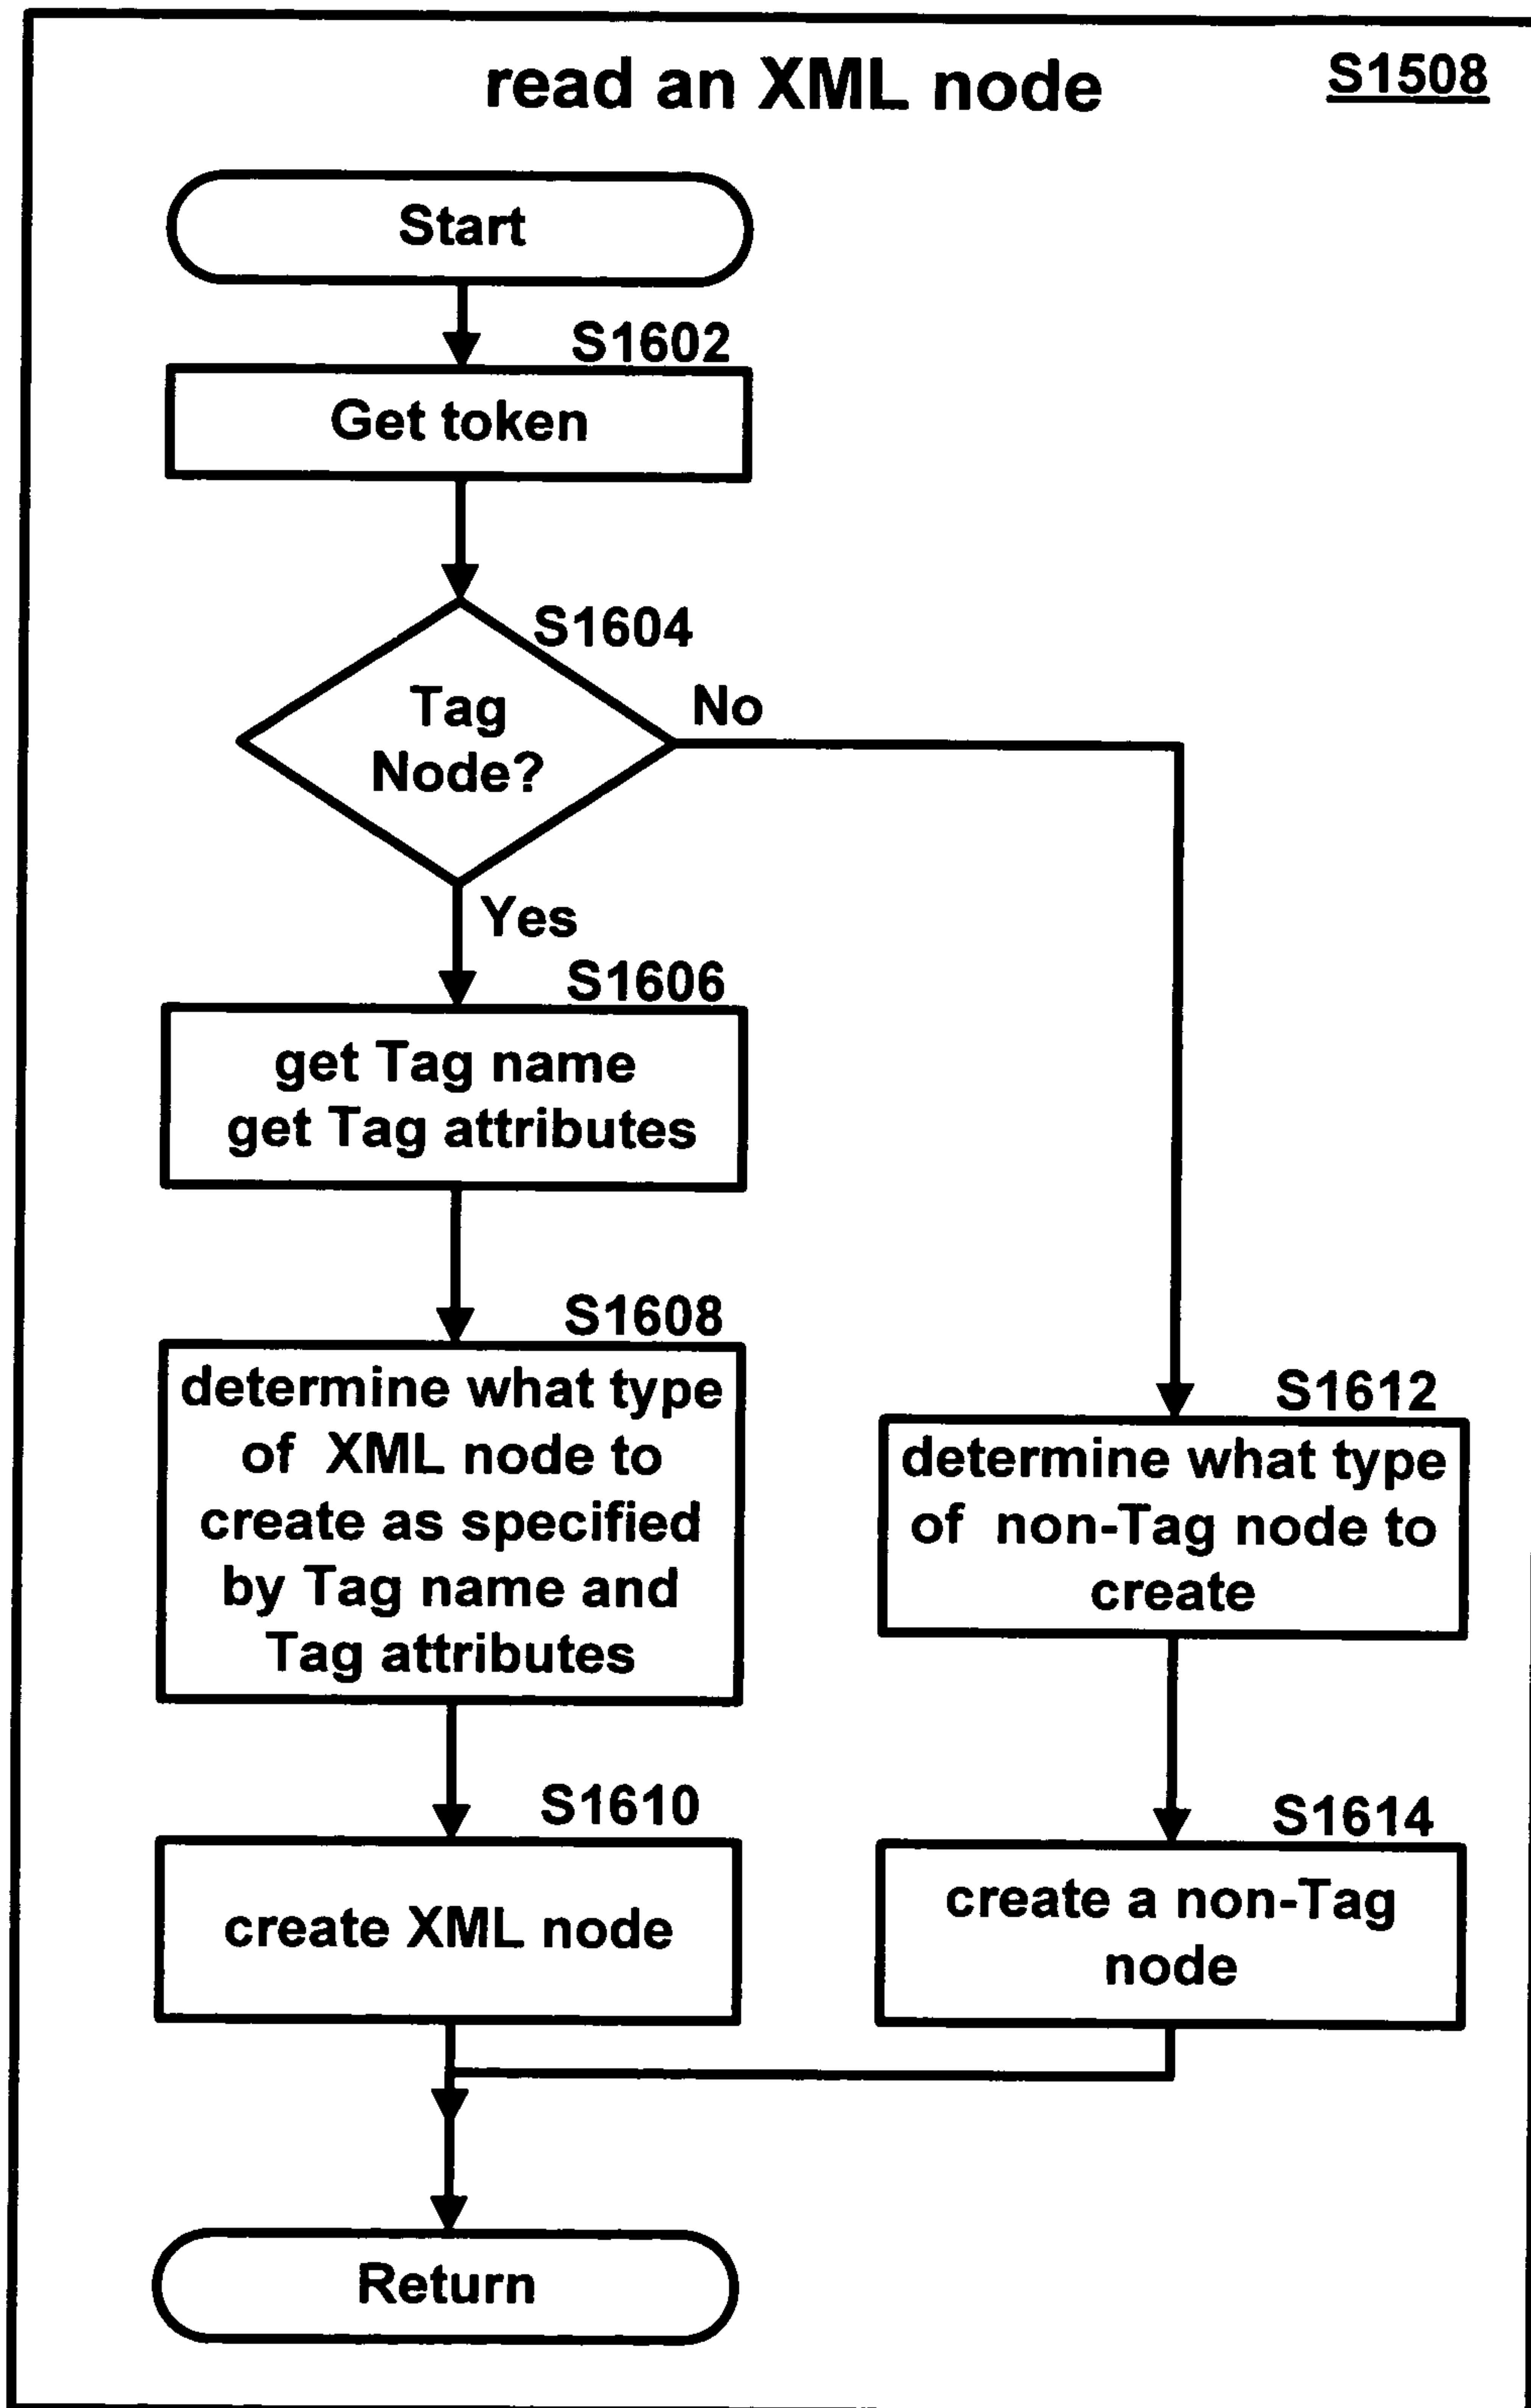 read an XML node
S1508
Start
S1602
Get token
S1604
Tag
Node?
No
Yes
S1606
get Tag name
get Tag attributes
S1608
determine what type
of XML node to
create as specified
by Tag name and
Tag attributes
S1612
determine what type
of non-Tag node to
create
S1610
create XML node
S1614
create a non-Tag
node
Return